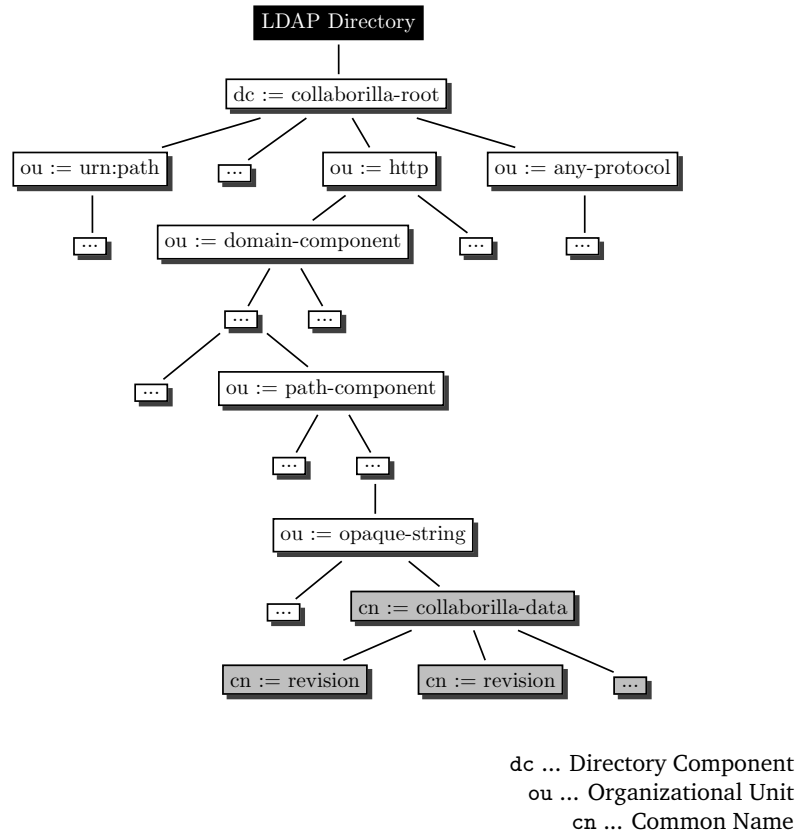 LDAP Directory
dc := collaborilla-root
ou := urn:path ... ou := http ou := any-protocol
... ou := domain-component ... ...
... ...
... ou := path-component
... ...
ou := opaque-string
... cn := collaborilla-data
cn := revision cn := revision ...
dc ... Directory Component
ou ... Organizational Unit
cn ... Common Name